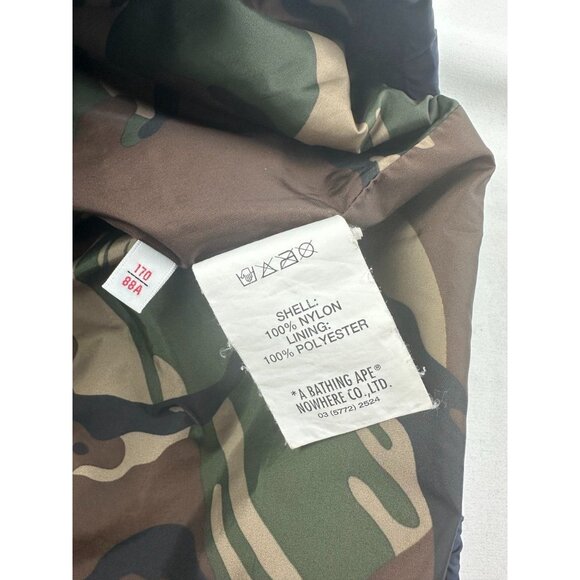 170
88A
SHELL:
100% NYLON
LINING:
100% POLYESTER
*A BATHING APE®
NOWHERE CO., LTD.
03 (5772) 2524